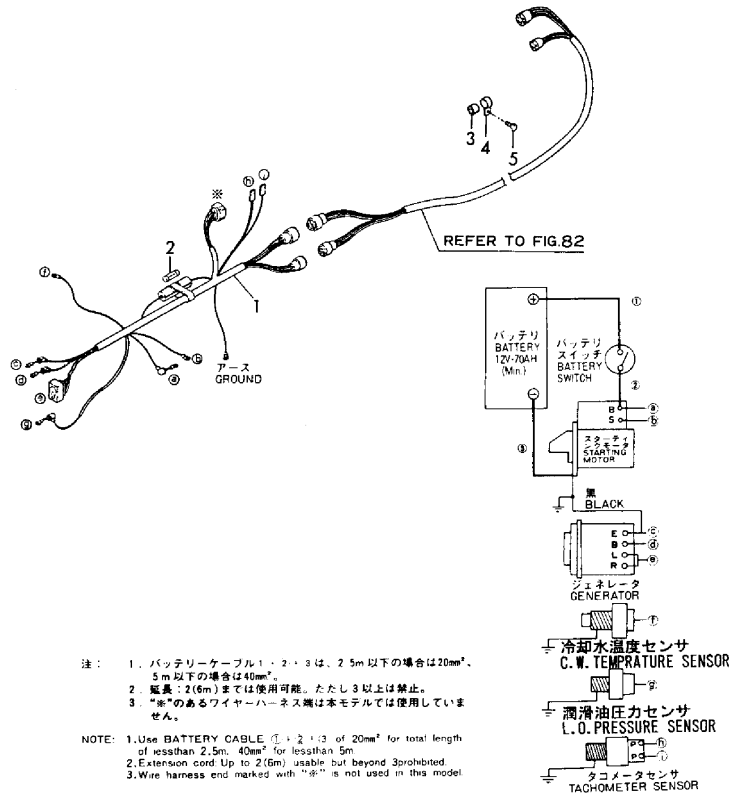 3
4
5
※
ⓗ
ⓘ
2
REFER TO FIG.82
ⓕ
1
ⓒ
ⓓ
ⓔ
ⓖ
ⓑ
ⓐ
アース
GROUND
①
バッテリ
BATTERY
12V-70AH
(Min.)
バッテリ
スイッチ
BATTERY
SWITCH
②
B ⓐ
S ⓑ
③
スターティ
ングモータ
STARTING
MOTOR
黒
BLACK
E ⓒ
B ⓓ
L
R ⓔ
ジェネレータ
GENERATOR
ⓕ
冷却水温度センサ
C.W.TEMPRATURE SENSOR
ⓖ
潤滑油圧力センサ
L.O.PRESSURE SENSOR
P ⓗ
P ⓘ
タコメータセンサ
TACHOMETER SENSOR
注: 1. バッテリーケーブル1+2+3は、2.5m以下の場合は20mm²、
5m以下の場合は40mm²。
2. 延長:2(6m)までは使用可能。ただし3以上は禁止。
3. "※"のあるワイヤーハーネス端は本モデルでは使用していま
せん。
NOTE: 1.Use BATTERY CABLE ①+②+③ of 20mm² for total length
of lessthan 2.5m. 40mm² for lessthan 5m.
2.Extension cord: Up to 2(6m) usable but beyond 3prohibited.
3.Wire harness end marked with "※" is not used in this model.